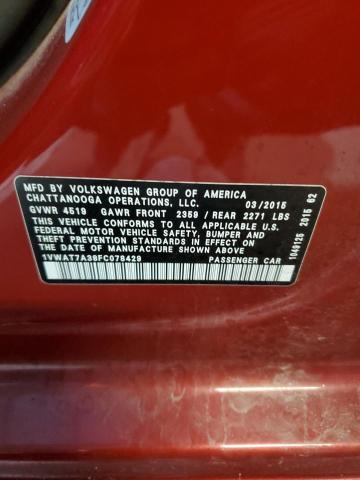 MFD BY VOLKSWAGEN GROUP OF AMERICA
CHATTANOOGA OPERATIONS, LLC. 03/2015
GVWR 4519 GAWR FRONT 2359 / REAR 2271 LBS
THIS VEHICLE CONFORMS TO ALL APPLICABLE U.S.
FEDERAL MOTOR VEHICLE SAFETY, BUMPER AND
THEFT PREVENTION STANDARDS IN EFFECT ON
THE DATE OF MANUFACTURE SHOWN ABOVE.
1VWAT7A38FC078429 PASSENGER CAR
1049125 2015 62